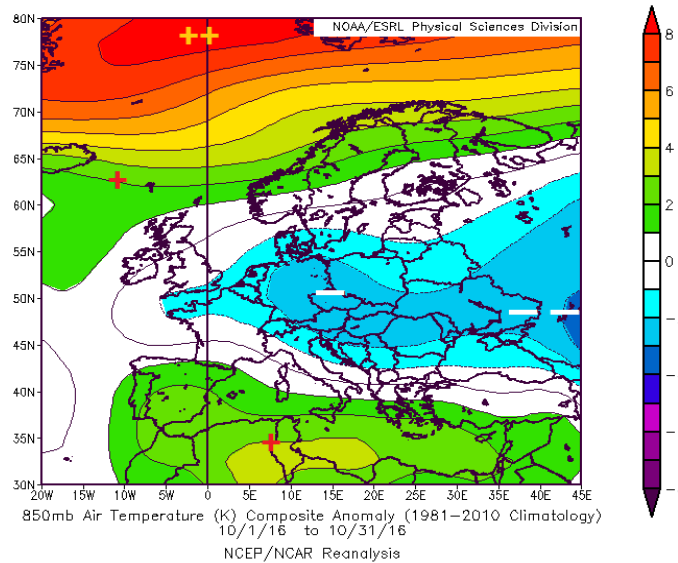 80N
NOAA/ESRL Physical Sciences Division
75N
70N
65N
60N
55N
50N
45N
40N
35N
30N
20W 15W 10W 5W 0 5E 10E 15E 20E 25E 30E 35E 40E 45E
8
6
4
2
0
850mb Air Temperature (K) Composite Anomaly (1981-2010 Climatology)
10/1/16 to 10/31/16
NCEP/NCAR Reanalysis